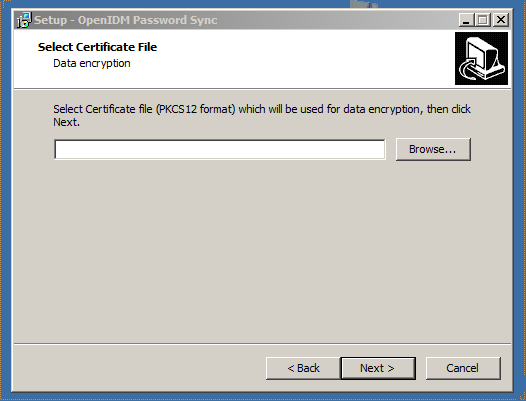 Setup - OpenIDM Password Sync
Select Certificate File
Data encryption
Select Certificate file (PKCS12 format) which will be used for data encryption, then click
Next.
Browse...
< Back
Next >
Cancel